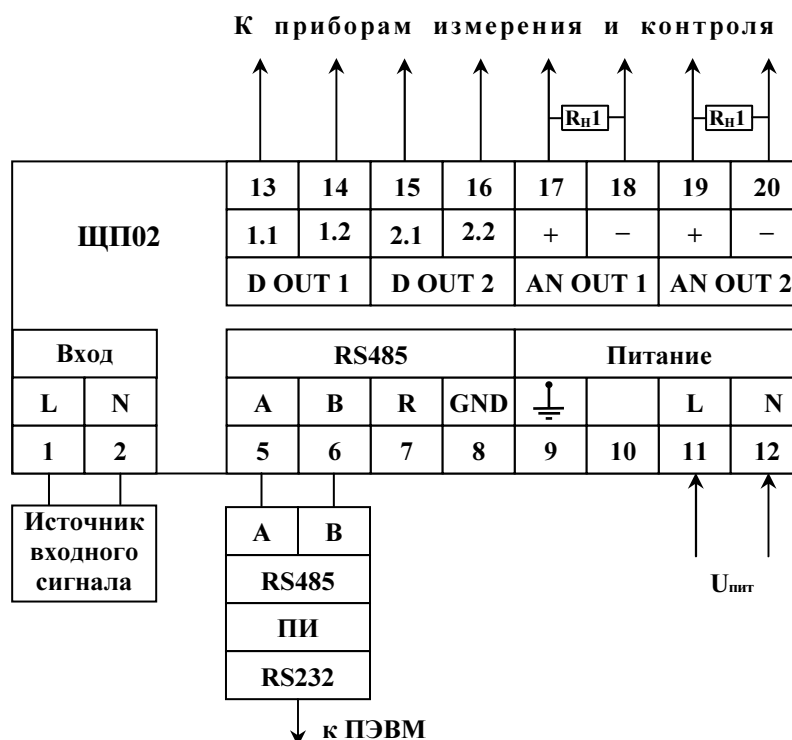 К приборам измерения и контроля
Rн1 Rн1
13 14 15 16 17 18 19 20
ЩП02
1.1 1.2 2.1 2.2 + – + –
D OUT 1 D OUT 2 AN OUT 1 AN OUT 2
Вход RS485 Питание
L N A B R GND L N
1 2 5 6 7 8 9 10 11 12
Источник
входного
сигнала
A B
RS485
ПИ
RS232
Uпит
к ПЭВМ